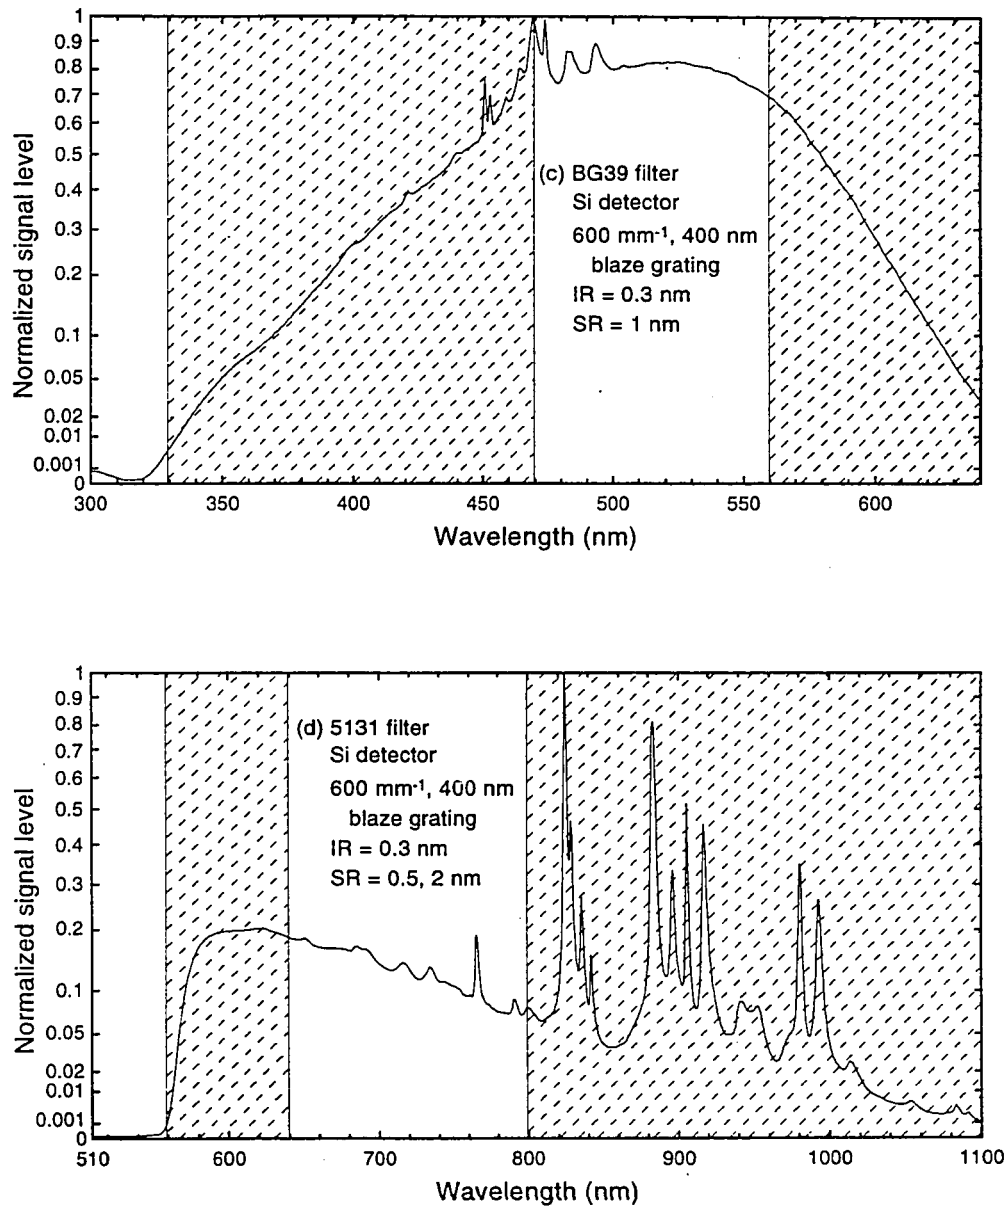 1
0.9
0.8
0.7
0.6
0.5
0.4
0.3
0.2
0.1
0.05
0.02
0.01
0.001
0
Normalized signal level
(c) BG39 filter
Si detector
600 mm-1, 400 nm
blaze grating
IR = 0.3 nm
SR = 1 nm
300 350 400 450 500 550 600
Wavelength (nm)
1
0.9
0.8
0.7
0.6
0.5
0.4
0.3
0.2
0.1
0.05
0.02
0.01
0.001
0
Normalized signal level
(d) 5131 filter
Si detector
600 mm-1, 400 nm
blaze grating
IR = 0.3 nm
SR = 0.5, 2 nm
510 600 700 800 900 1000 1100
Wavelength (nm)